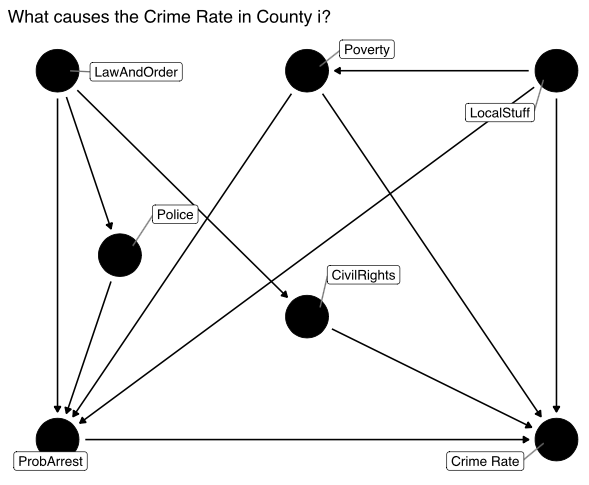 What causes the Crime Rate in County i?
Poverty
LawAndOrder
LocalStuff
Police
CivilRights
ProbArrest
Crime Rate